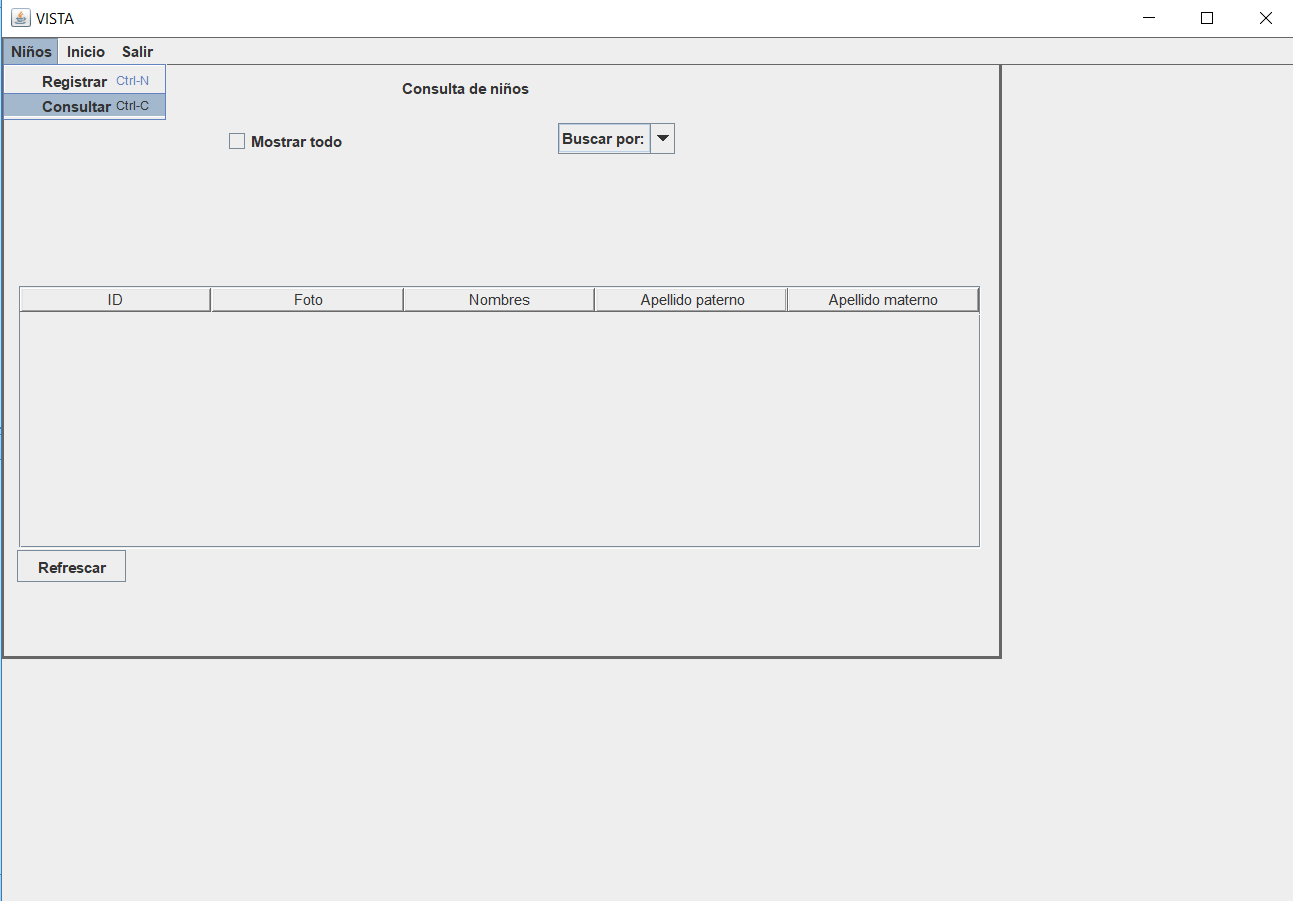 VISTA
Niños Inicio Salir
Registrar Ctrl-N
Consultar Ctrl-C
Consulta de niños
Mostrar todo
Buscar por:
ID Foto Nombres Apellido paterno Apellido materno
Refrescar